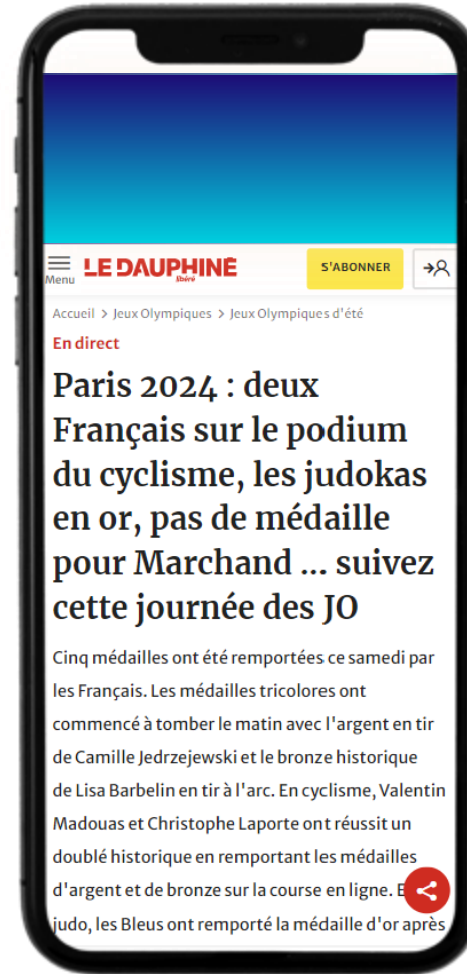 Menu
LE DAUPHINÉ
libéré
S'ABONNER
Accueil > Jeux Olympiques > Jeux Olympiques d'été
En direct
Paris 2024 : deux
Français sur le podium
du cyclisme, les judokas
en or, pas de médaille
pour Marchand ... suivez
cette journée des JO
Cinq médailles ont été remportées ce samedi par
les Français. Les médailles tricolores ont
commencé à tomber le matin avec l'argent en tir
de Camille Jedrzejewski et le bronze historique
de Lisa Barbelin en tir à l'arc. En cyclisme, Valentin
Madouas et Christophe Laporte ont réussit un
doublé historique en remportant les médailles
d'argent et de bronze sur la course en ligne.
judo, les Bleus ont remporté la médaille d'or après